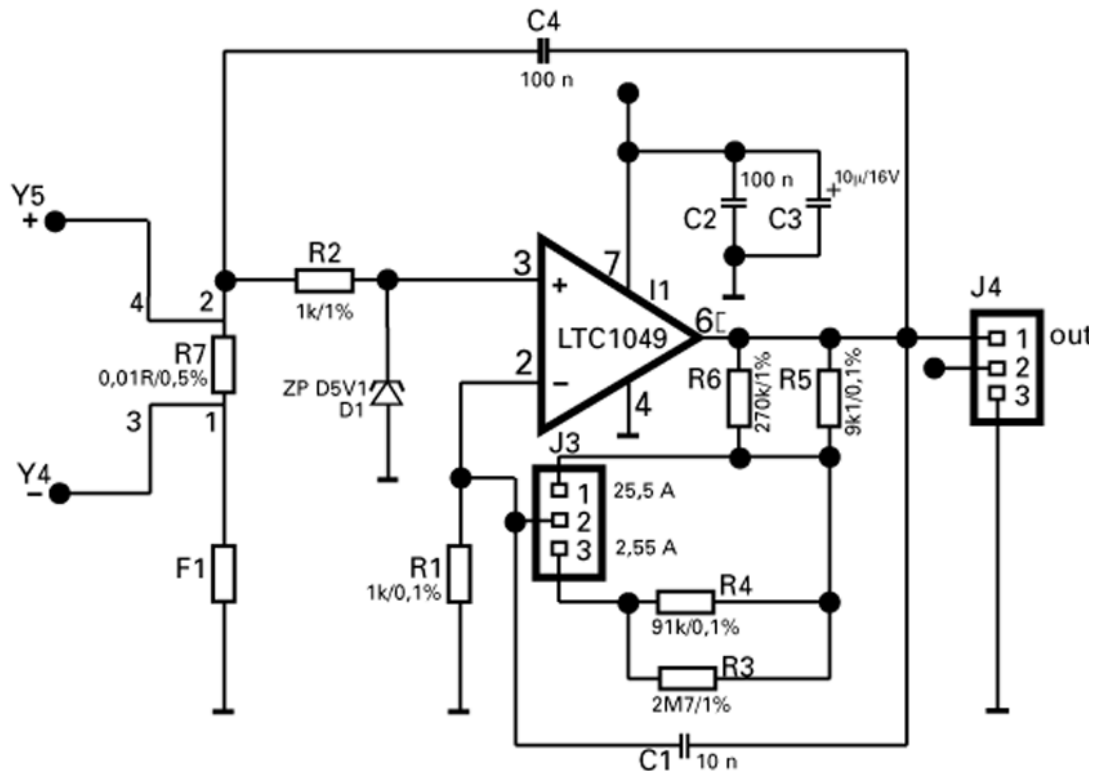 C4
100 n
Y5
+
4
2
R2
1k/1%
3
+
7
100 n
C2
+
10µ/16V
C3
I1
LTC1049
6
J4
1
2
3
out
R7
0,01R/0,5%
3
1
ZP D5V1
D1
2
−
4
R6
270k/1%
R5
9k1/0,1%
Y4
−
J3
1
2
3
25,5 A
2,55 A
F1
R1
1k/0,1%
R4
91k/0,1%
R3
2M7/1%
C1
10 n